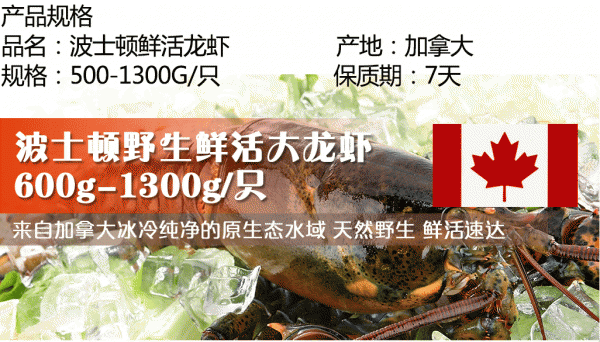 产品规格
品名：波士顿鲜活龙虾 产地：加拿大
规格：500-1300G/只 保质期：7天
波士顿野生鲜活大龙虾
600g-1300g/只
来自加拿大冰冷纯净的原生态水域 天然野生 鲜活速达